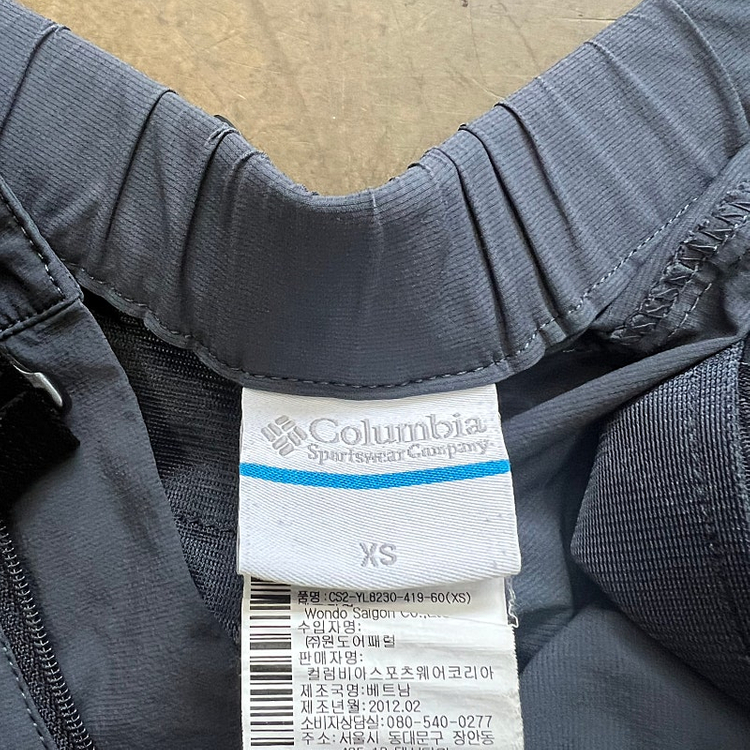 Columbia
Sportswear Company
XS
품명:CS2-YL8230-419-60(XS)
Wondo Saigon Co.,
수입자명:
㈜원도어패럴
판매자명:
컬럼비아스포츠웨어코리아
제조국명:베트남
제조년월:2012.02
소비자상담실:080-540-0277
주소:서울시 동대문구 장안동